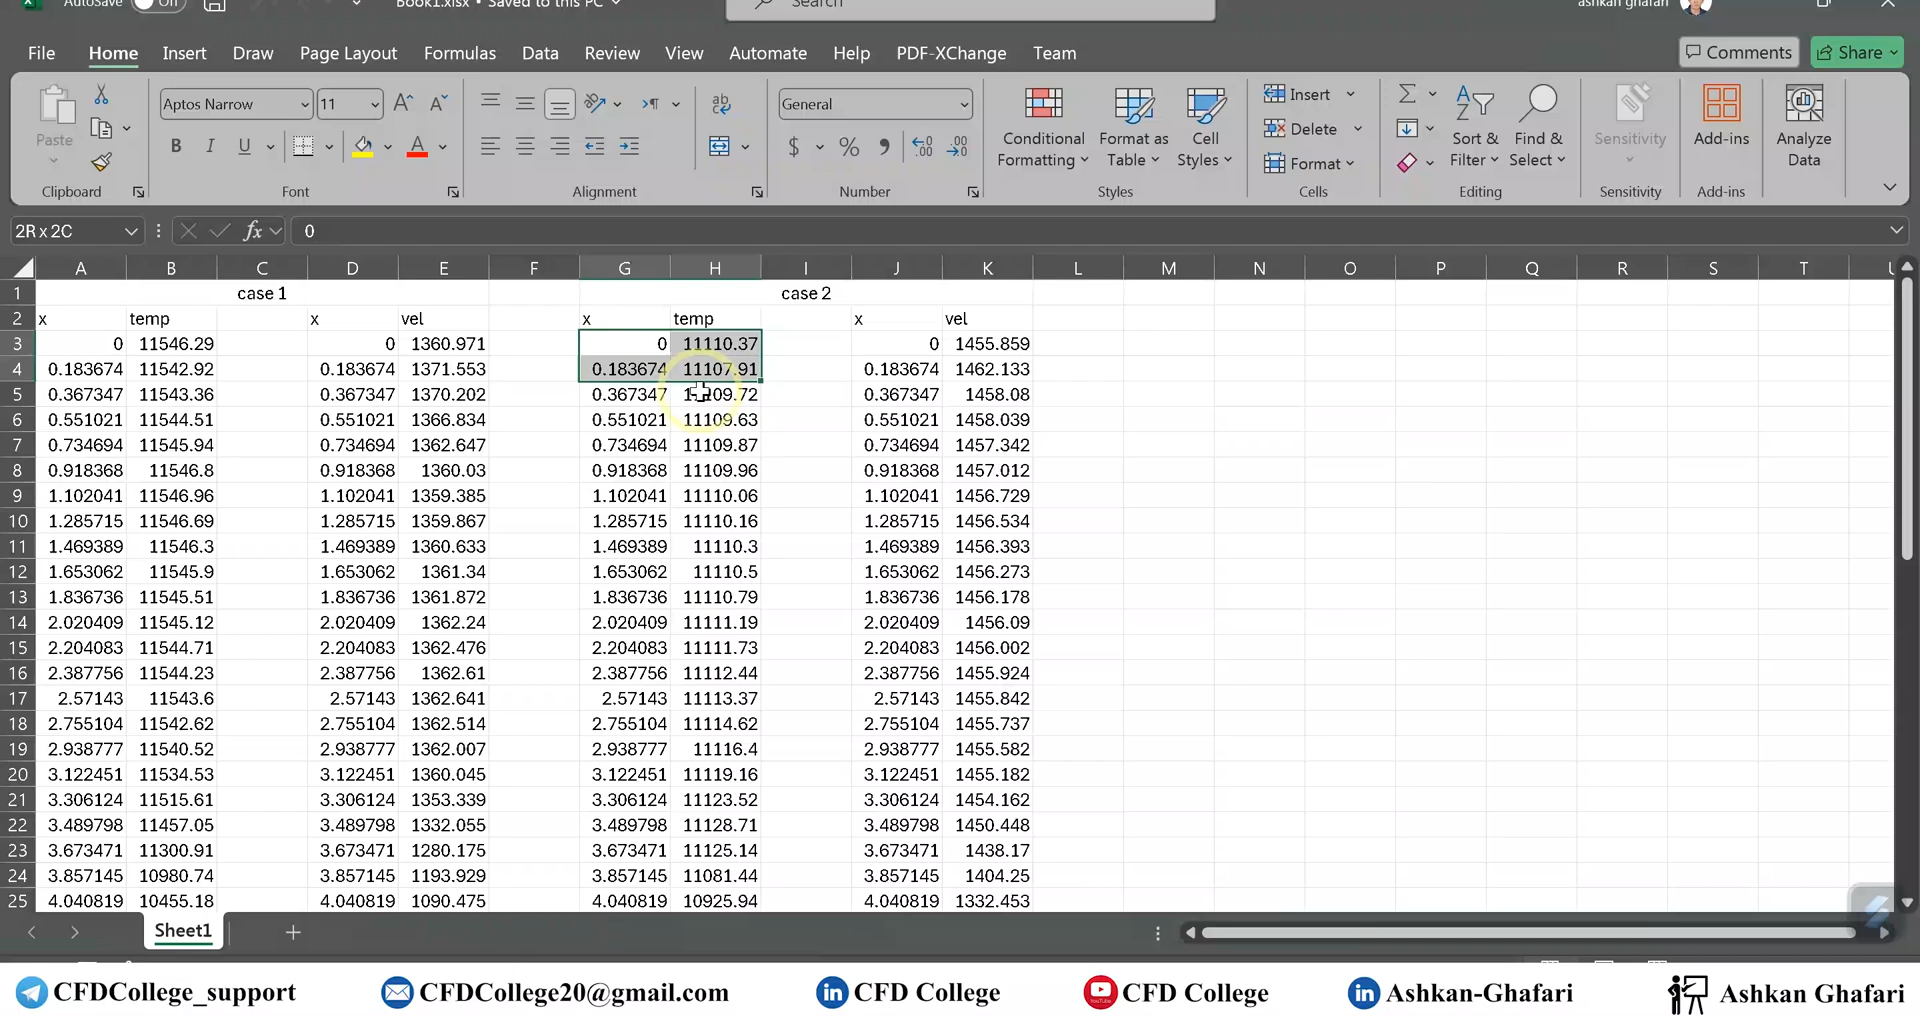 AutoSave Off Book1.xlsx • Saved to this PC Search ashkan ghafari
File Home Insert Draw Page Layout Formulas Data Review View Automate Help PDF-XChange Team Comments Share
Paste Aptos Narrow 11 ab General Insert Σ
B I U A $ % Conditional Formatting Format as Table Cell Styles Delete Format Sort & Filter Find & Select Sensitivity Add-ins Analyze Data
Clipboard Font Alignment Number Styles Cells Editing Sensitivity Add-ins
2R x 2C fx 0
A B C D E F G H I J K L M N O P Q R S T
1 case 1 case 2
2 x temp x vel x temp x vel
3 0 11546.29 0 1360.971 0 11110.37 0 1455.859
4 0.183674 11542.92 0.183674 1371.553 0.183674 11107.91 0.183674 1462.133
5 0.367347 11543.36 0.367347 1370.202 0.367347 0.367347 1458.08
6 0.551021 11544.51 0.551021 1366.834 0.551021 11109.63 0.551021 1458.039
7 0.734694 11545.94 0.734694 1362.647 0.734694 11109.87 0.734694 1457.342
8 0.918368 11546.8 0.918368 1360.03 0.918368 11109.96 0.918368 1457.012
9 1.102041 11546.96 1.102041 1359.385 1.102041 11110.06 1.102041 1456.729
10 1.285715 11546.69 1.285715 1359.867 1.285715 11110.16 1.285715 1456.534
11 1.469389 11546.3 1.469389 1360.633 1.469389 11110.3 1.469389 1456.393
12 1.653062 11545.9 1.653062 1361.34 1.653062 11110.5 1.653062 1456.273
13 1.836736 11545.51 1.836736 1361.872 1.836736 11110.79 1.836736 1456.178
14 2.020409 11545.12 2.020409 1362.24 2.020409 11111.19 2.020409 1456.09
15 2.204083 11544.71 2.204083 1362.476 2.204083 11111.73 2.204083 1456.002
16 2.387756 11544.23 2.387756 1362.61 2.387756 11112.44 2.387756 1455.924
17 2.57143 11543.6 2.57143 1362.641 2.57143 11113.37 2.57143 1455.842
18 2.755104 11542.62 2.755104 1362.514 2.755104 11114.62 2.755104 1455.737
19 2.938777 11540.52 2.938777 1362.007 2.938777 11116.4 2.938777 1455.582
20 3.122451 11534.53 3.122451 1360.045 3.122451 11119.16 3.122451 1455.182
21 3.306124 11515.61 3.306124 1353.339 3.306124 11123.52 3.306124 1454.162
22 3.489798 11457.05 3.489798 1332.055 3.489798 11128.71 3.489798 1450.448
23 3.673471 11300.91 3.673471 1280.175 3.673471 11125.14 3.673471 1438.17
24 3.857145 10980.74 3.857145 1193.929 3.857145 11081.44 3.857145 1404.25
25 4.040819 10455.18 4.040819 1090.475 4.040819 10925.94 4.040819 1332.453
Sheet1
CFDCollege_support CFDCollege20@gmail.com CFD College CFD College Ashkan-Ghafari Ashkan Ghafari